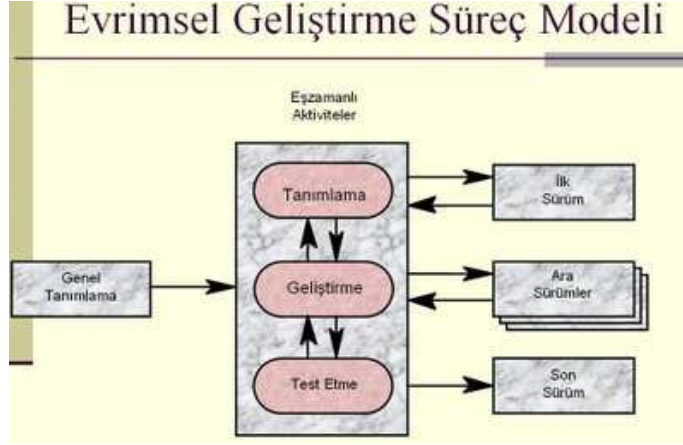 Evrimsel Geliştirme Süreç Modeli
Eşzamanlı
Aktiviteler
Tanımlama
İlk
Sürüm
Genel
Tanımlama
Geliştirme
Ara
Sürümler
Test Etme
Son
Sürüm